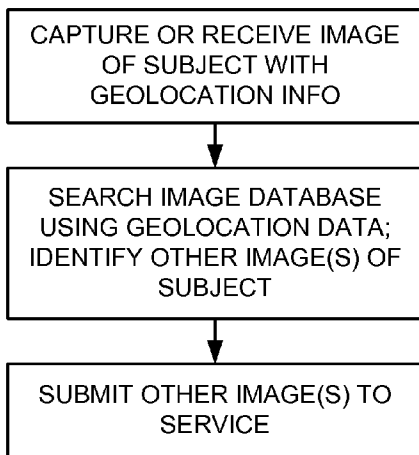 CAPTURE OR RECEIVE IMAGE
OF SUBJECT WITH
GEOLOCATION INFO
SEARCH IMAGE DATABASE
USING GEOLOCATION DATA;
IDENTIFY OTHER IMAGE(S) OF
SUBJECT
SUBMIT OTHER IMAGE(S) TO
SERVICE